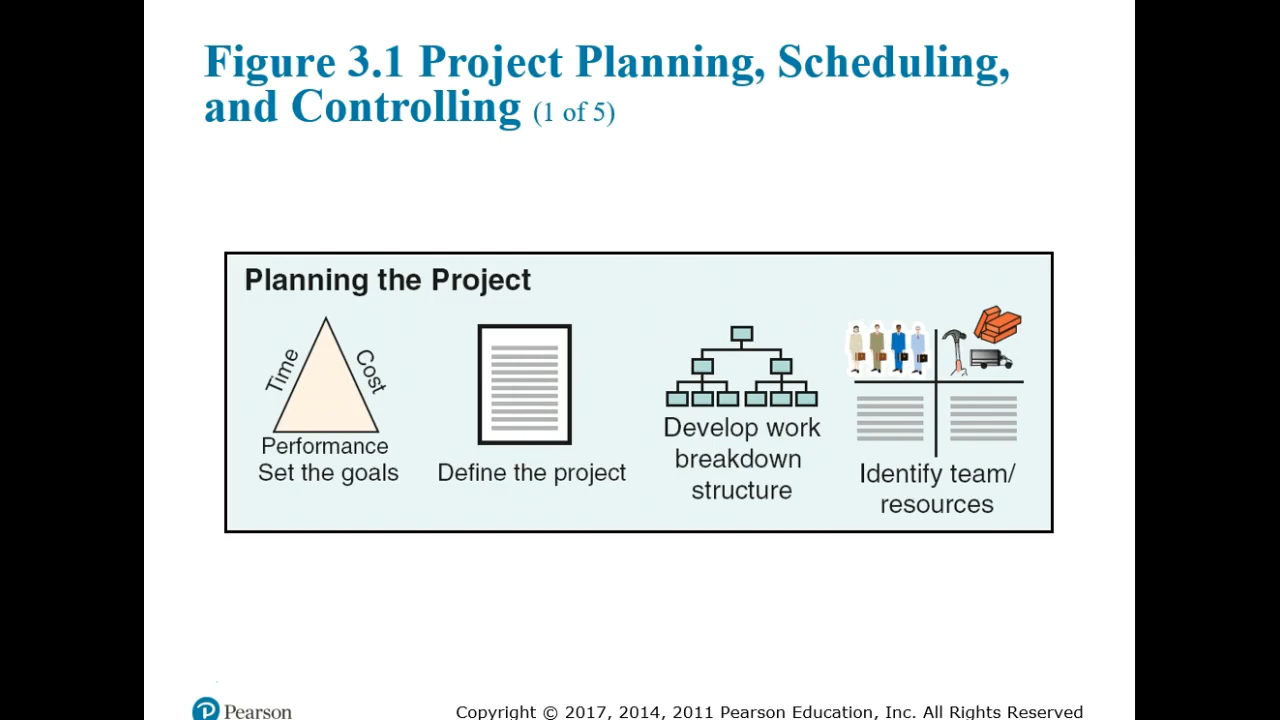 Figure 3.1 Project Planning, Scheduling,
and Controlling (1 of 5)
Planning the Project
Time
Cost
Performance
Set the goals
Define the project
Develop work
breakdown
structure
Identify team/
resources
Pearson
Copyright © 2017, 2014, 2011 Pearson Education, Inc. All Rights Reserved